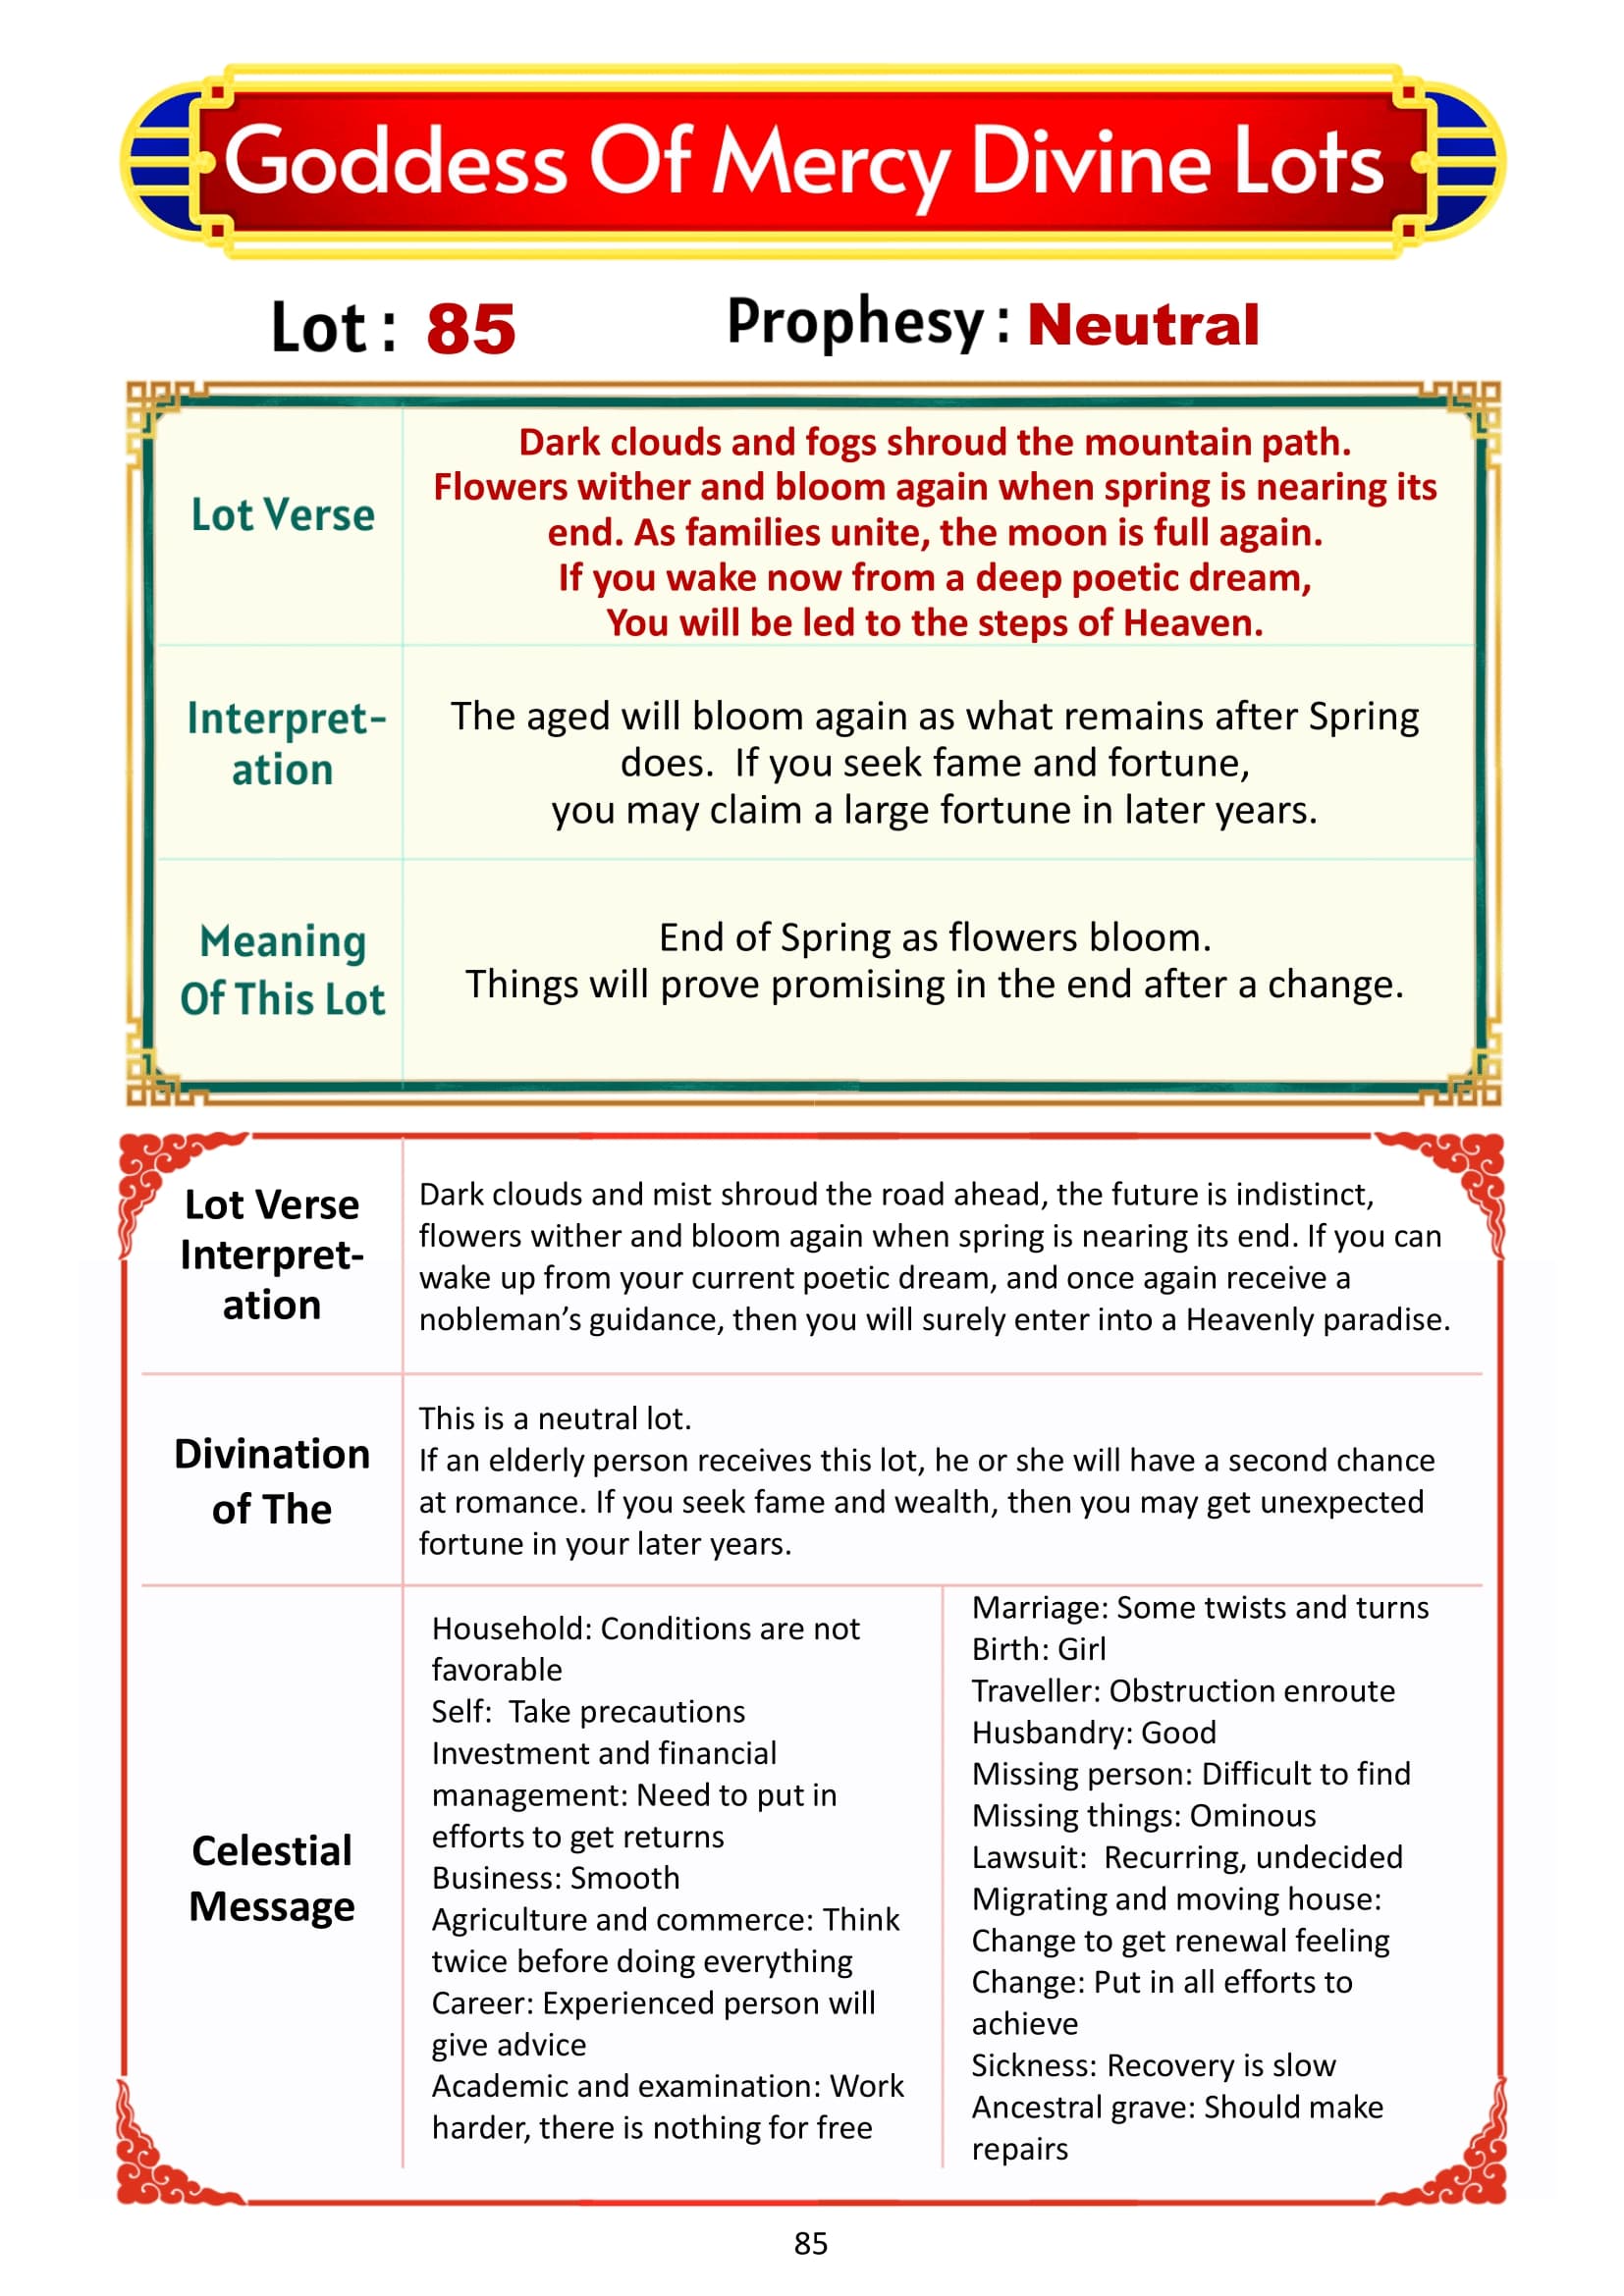 Goddess Of Mercy Divine Lots
Lot : 85
Prophesy : Neutral
Lot Verse
Dark clouds and fogs shroud the mountain path.
Flowers wither and bloom again when spring is nearing its
end. As families unite, the moon is full again.
If you wake now from a deep poetic dream,
You will be led to the steps of Heaven.
Interpret-
ation
The aged will bloom again as what remains after Spring
does.  If you seek fame and fortune,
you may claim a large fortune in later years.
Meaning
Of This Lot
End of Spring as flowers bloom.
Things will prove promising in the end after a change.
Lot Verse
Interpret-
ation
Dark clouds and mist shroud the road ahead, the future is indistinct,
flowers wither and bloom again when spring is nearing its end. If you can
wake up from your current poetic dream, and once again receive a
nobleman’s guidance, then you will surely enter into a Heavenly paradise.
Divination
of The
This is a neutral lot.
If an elderly person receives this lot, he or she will have a second chance
at romance. If you seek fame and wealth, then you may get unexpected
fortune in your later years.
Celestial
Message
Household: Conditions are not
favorable
Self:  Take precautions
Investment and financial
management: Need to put in
efforts to get returns
Business: Smooth
Agriculture and commerce: Think
twice before doing everything
Career: Experienced person will
give advice
Academic and examination: Work
harder, there is nothing for free
Marriage: Some twists and turns
Birth: Girl
Traveller: Obstruction enroute
Husbandry: Good
Missing person: Difficult to find
Missing things: Ominous
Lawsuit:  Recurring, undecided
Migrating and moving house:
Change to get renewal feeling
Change: Put in all efforts to
achieve
Sickness: Recovery is slow
Ancestral grave: Should make
repairs
85